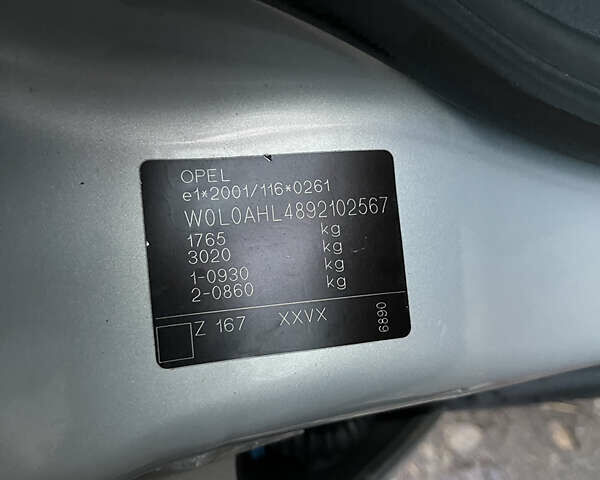 OPEL
e1*2001/116*0261
W0L0AHL4892102567
1765 kg
3020 kg
1-0930 kg
2-0860 kg
Z 167 XXVX
6890